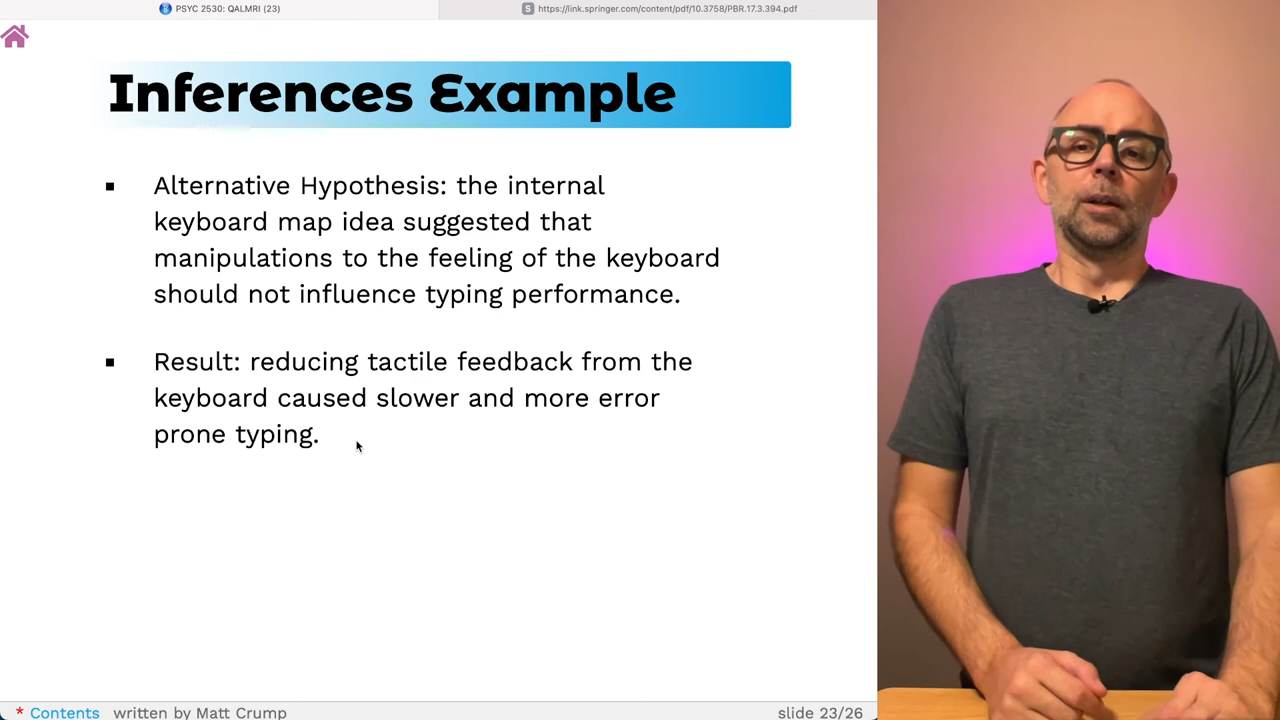 PSYC 2530: QALMRI (23)
S https://link.springer.com/content/pdf/10.3758/PBR.17.3.394.pdf
Inferences Example
▪ Alternative Hypothesis: the internal
keyboard map idea suggested that
manipulations to the feeling of the keyboard
should not influence typing performance.
▪ Result: reducing tactile feedback from the
keyboard caused slower and more error
prone typing.
* Contents written by Matt Crump slide 23/26